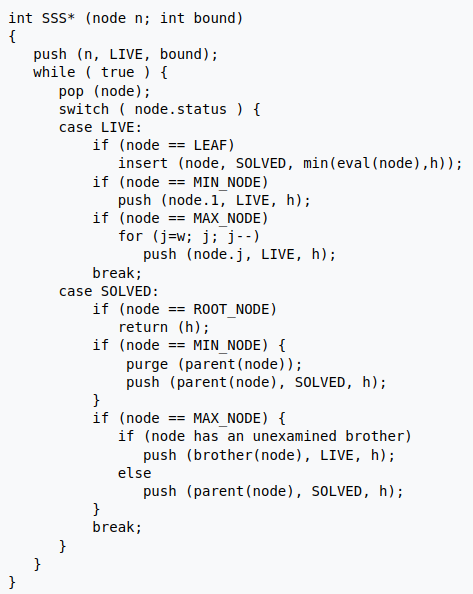 int SSS* (node n; int bound)
{
   push (n, LIVE, bound);
   while ( true ) {
      pop (node);
      switch ( node.status ) {
      case LIVE:
          if (node == LEAF)
             insert (node, SOLVED, min(eval(node),h));
          if (node == MIN_NODE)
             push (node.1, LIVE, h);
          if (node == MAX_NODE)
             for (j=w; j; j--)
                push (node.j, LIVE, h);
          break;
      case SOLVED:
          if (node == ROOT_NODE)
             return (h);
          if (node == MIN_NODE) {
              purge (parent(node));
              push (parent(node), SOLVED, h);
          }
          if (node == MAX_NODE) {
             if (node has an unexamined brother)
                push (brother(node), LIVE, h);
             else
                push (parent(node), SOLVED, h);
          }
          break;
      }
   }
}